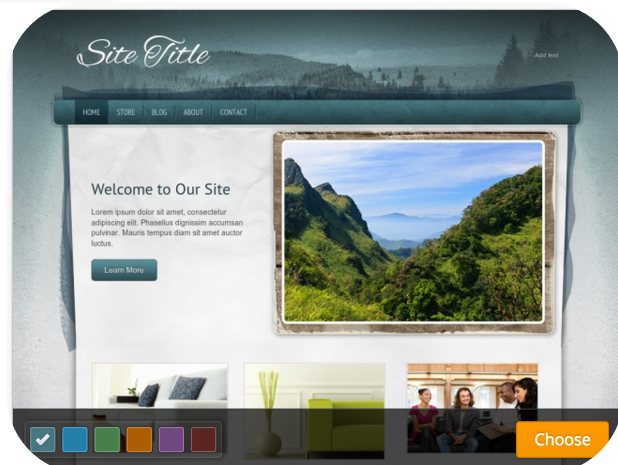 Site Title
Add text
HOME STORE BLOG ABOUT CONTACT
Welcome to Our Site
Lorem ipsum dolor sit amet, consectetur
adipiscing elit. Phasellus dignissim accumsan
pulvinar. Mauris tempus diam sit amet auctor
luctus.
Learn More
Choose